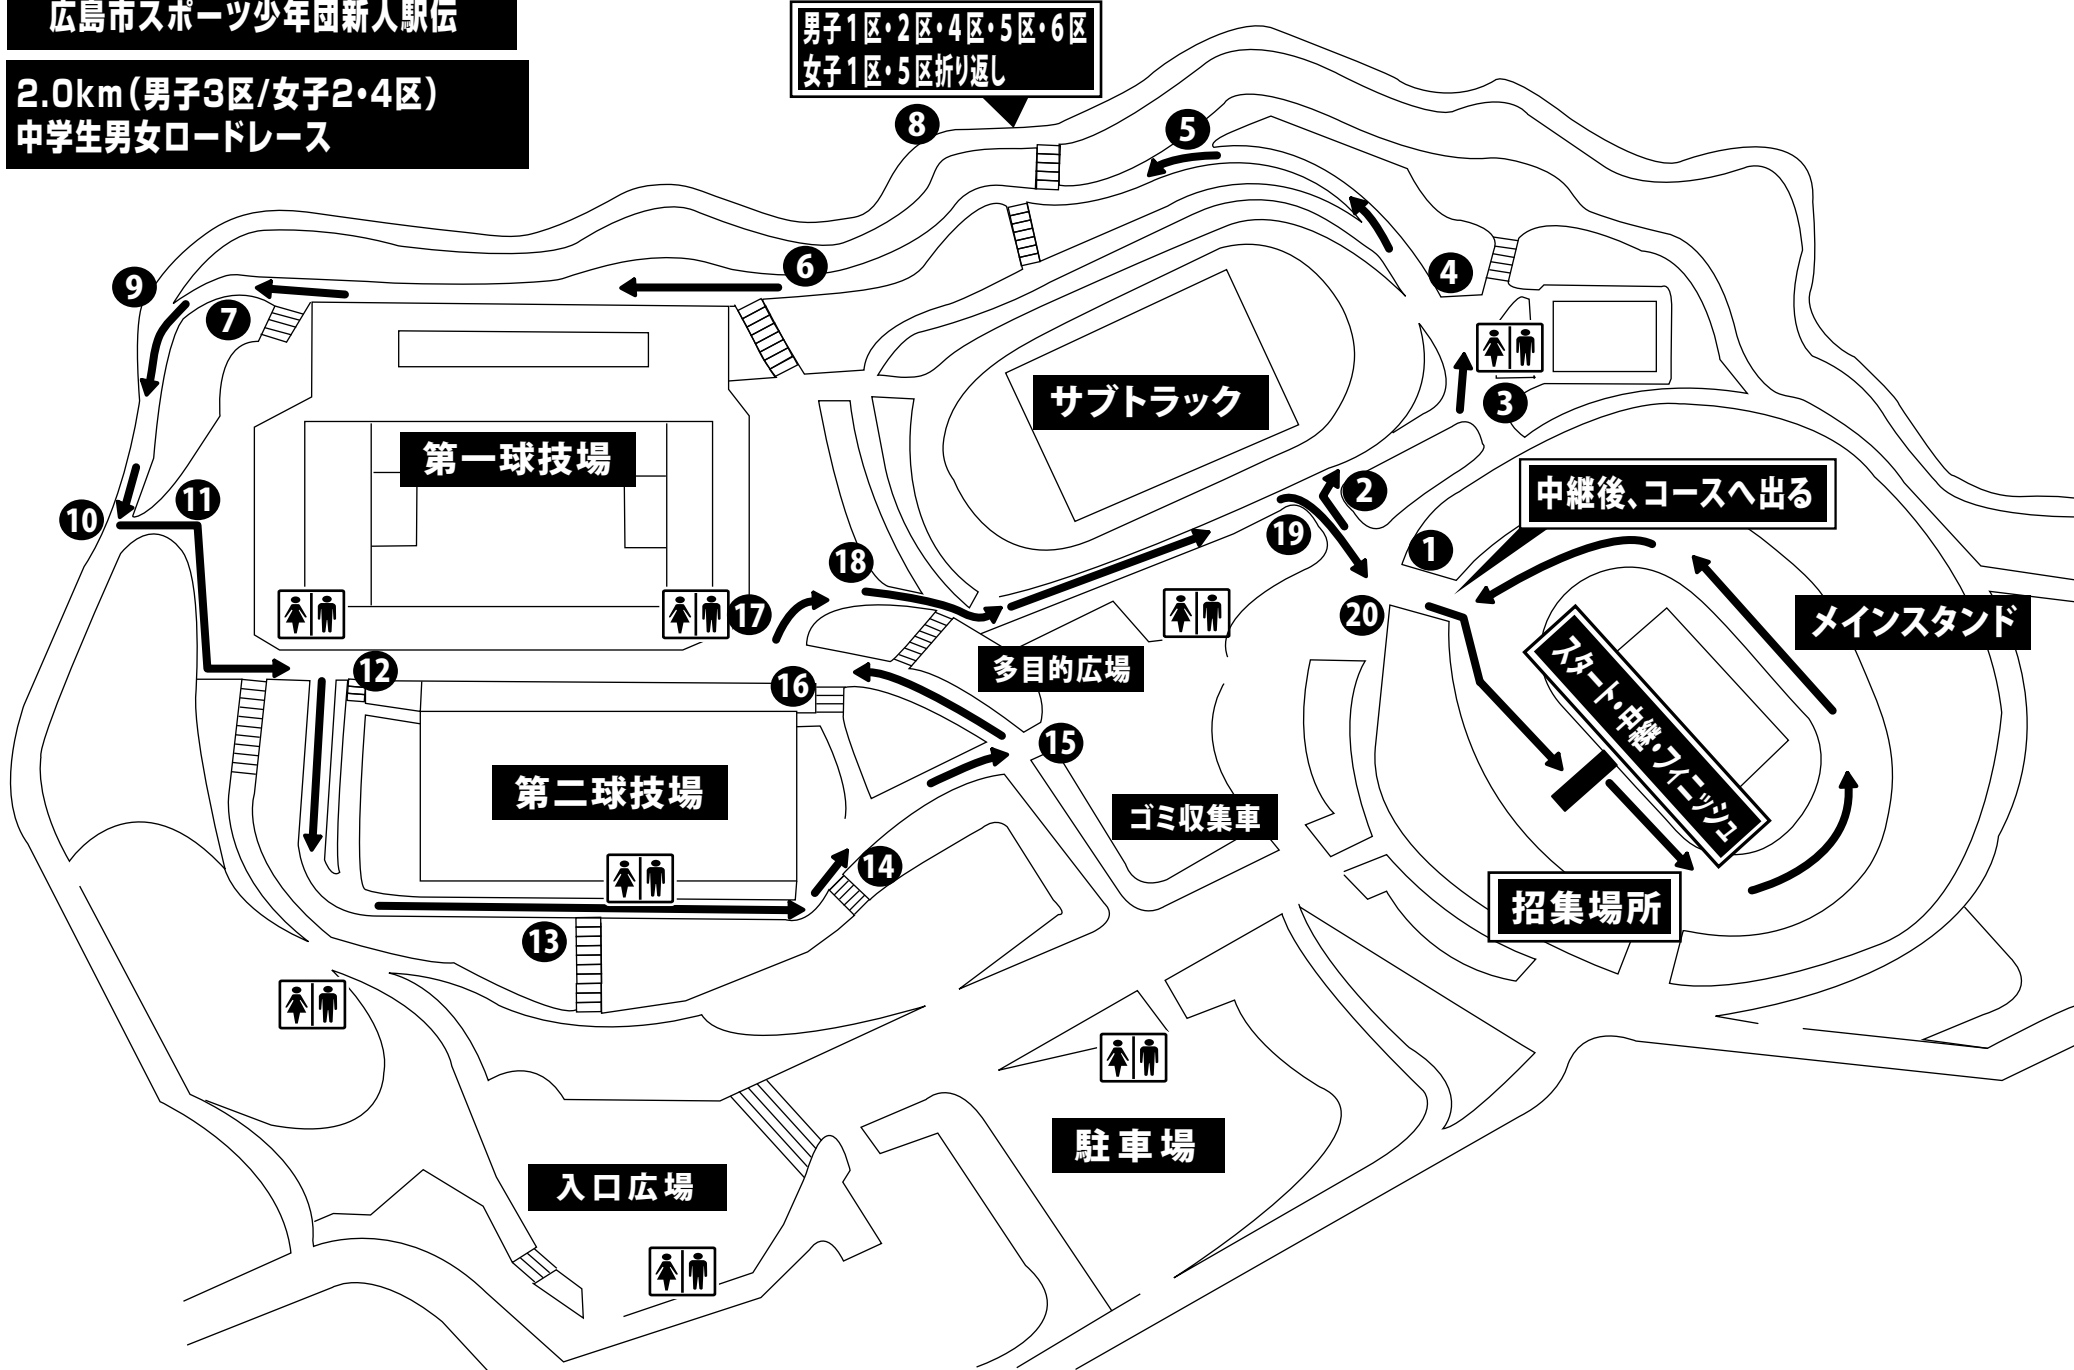 広島市スポーツ少年団新人駅伝
2.0km（男子3区/女子2・4区）
中学生男女ロードレース
男子1区・2区・4区・5区・6区
女子1区・5区折り返し
8
5
6
4
9
7
3
サブトラック
第一球技場
中継後、コースへ出る
2
11
10
19
1
18
17
20
メインスタンド
12
16
多目的広場
スタート・中継・フィニッシュ
15
第二球技場
ゴミ収集車
14
招集場所
13
駐車場
入口広場